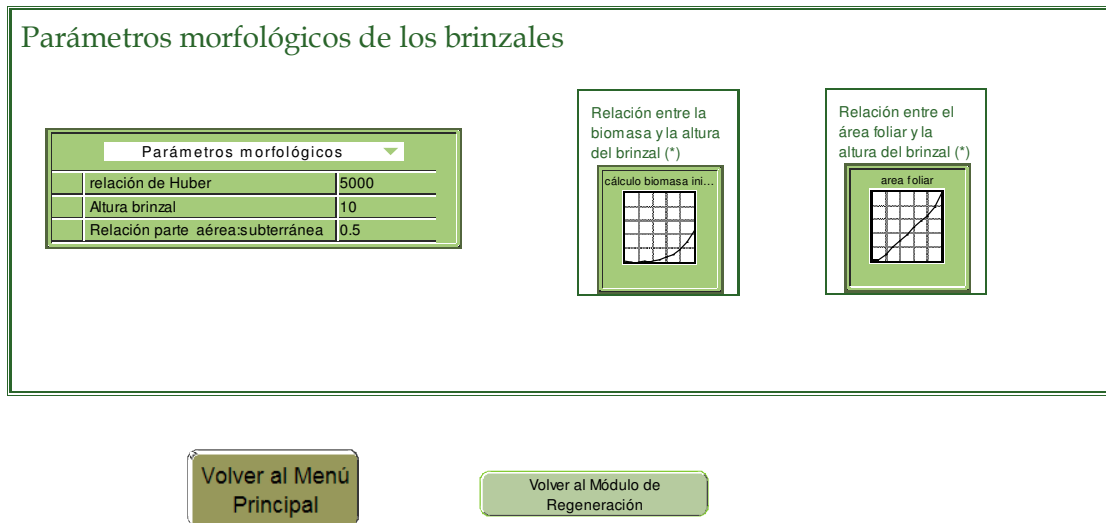 Parámetros morfológicos de los brinzales
Parámetros morfológicos
relación de Huber 5000
Altura brinzal 10
Relación parte aérea:subterránea 0.5
Relación entre la
biomasa y la altura
del brinzal (*)
cálculo biomasa ini...
Relación entre el
área foliar y la
altura del brinzal (*)
area foliar
Volver al Menú
Principal
Volver al Módulo de
Regeneración